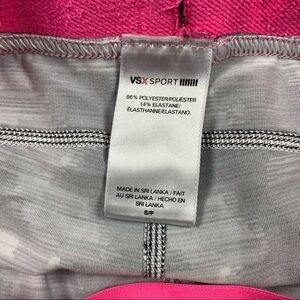 VSX SPORT
86% POLYESTER/POLIÉSTER
14% ELASTANE/
ÉLASTHANNE/ELASTANO.
MADE IN SRI LANKA / FAIT
AU SRI LANKA / HECHO EN
SRI LANKA
S/P